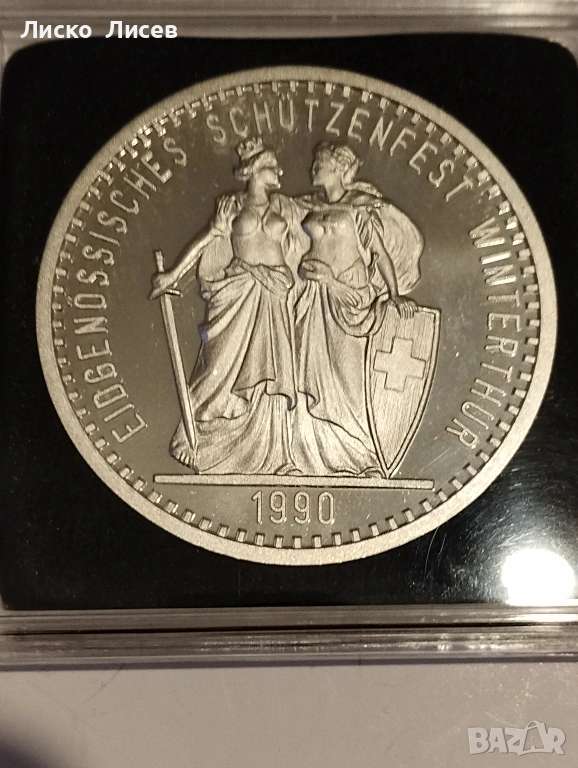 Лиско Лисев
EIDGENÖSSISCHES SCHÜTZENFEST WINTERTHUR
1990
BAZAR